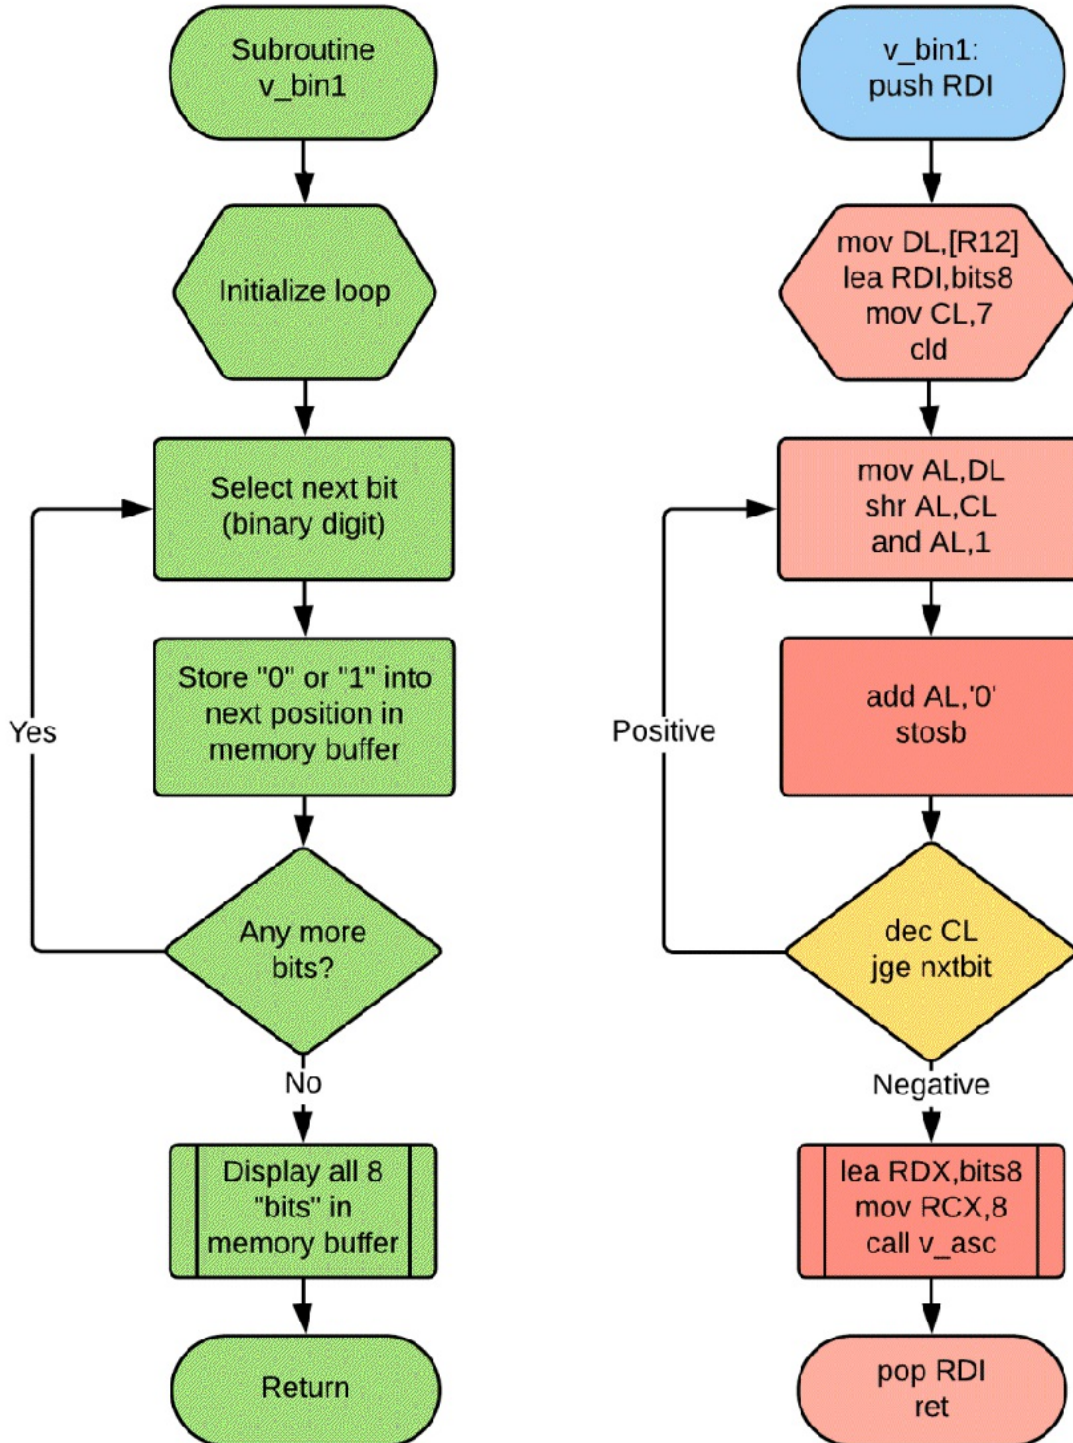 Subroutine
v_bin1
Initialize loop
Select next bit
(binary digit)
Store "0" or "1" into
next position in
memory buffer
Yes
Any more
bits?
No
Display all 8
"bits" in
memory buffer
Return
v_bin1:
push RDI
mov DL,[R12]
lea RDI,bits8
mov CL,7
cld
mov AL,DL
shr AL,CL
and AL,1
add AL,'0'
stosb
Positive
dec CL
jge nxtbit
Negative
lea RDX,bits8
mov RCX,8
call v_asc
pop RDI
ret